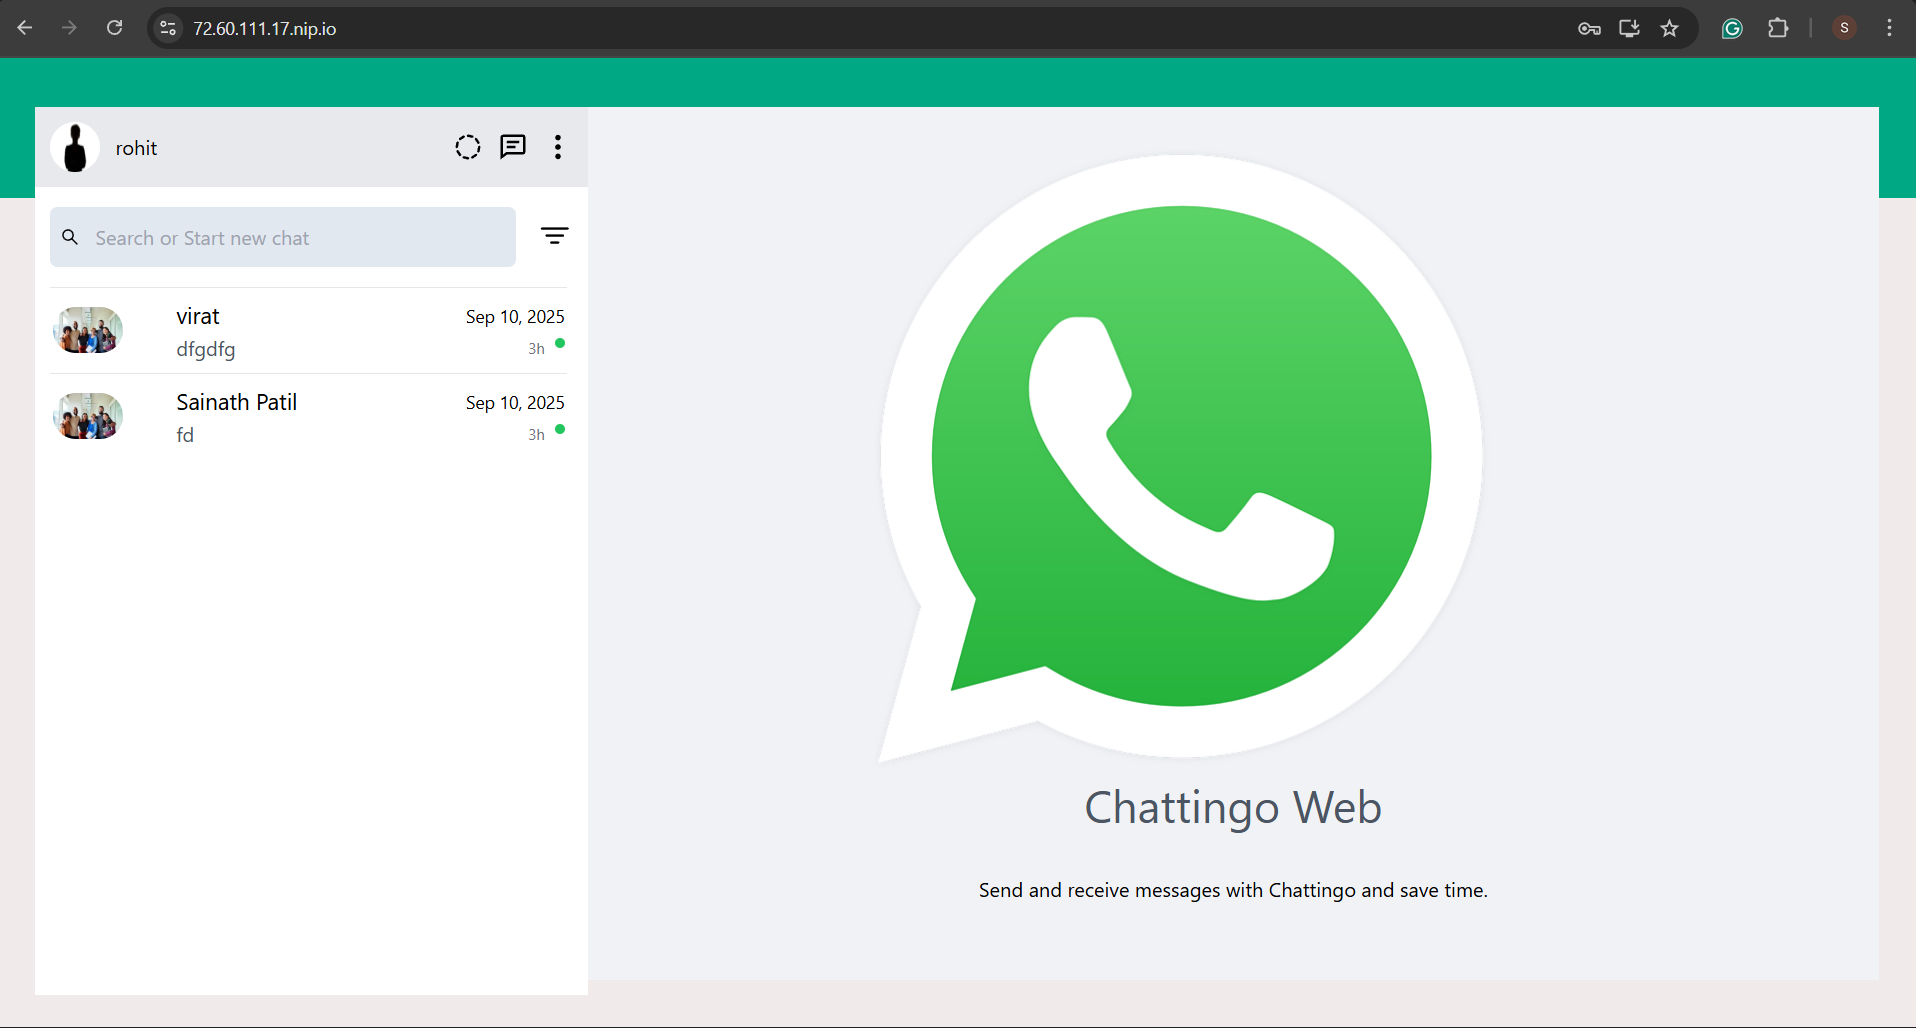 72.60.111.17.nip.io
S
rohit
Search or Start new chat
virat
Sep 10, 2025
dfgdfg
3h
Sainath Patil
Sep 10, 2025
fd
3h
Chattingo Web
Send and receive messages with Chattingo and save time.